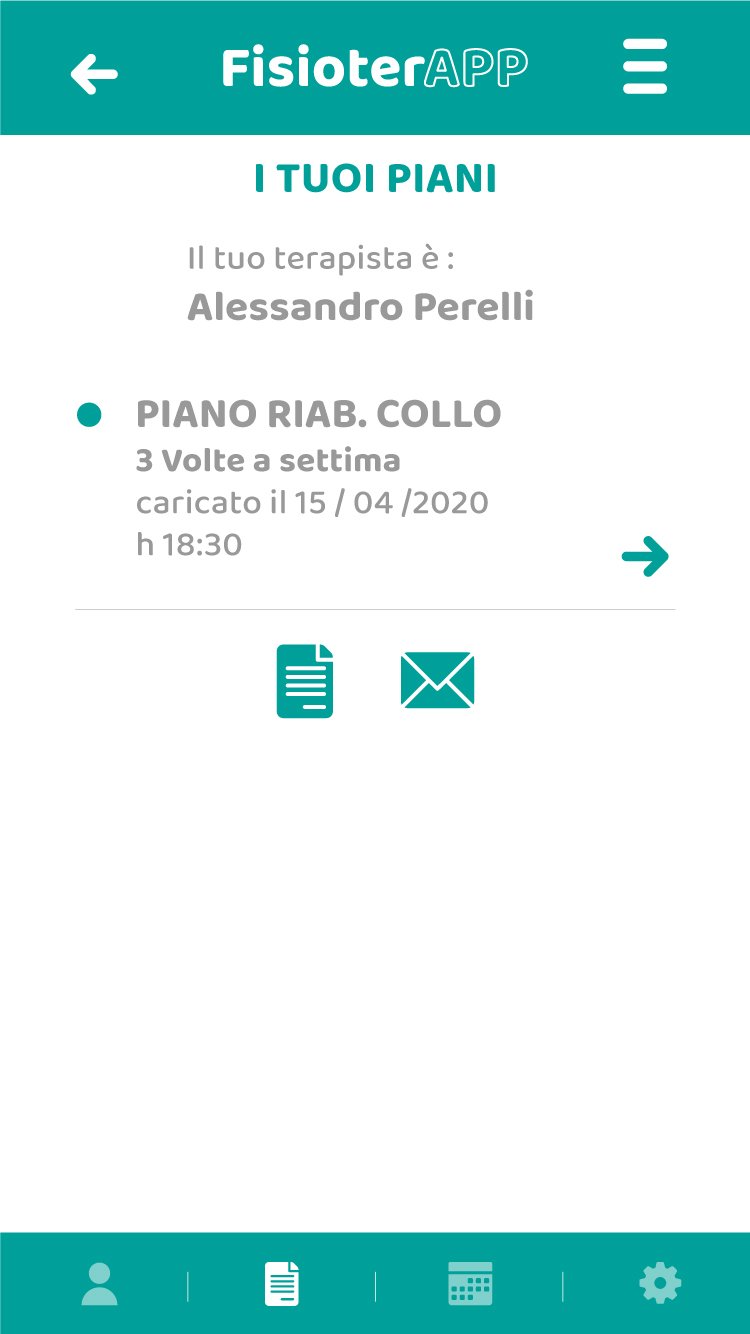 FisioterAPP
I TUOI PIANI
Il tuo terapista è :
Alessandro Perelli
PIANO RIAB. COLLO
3 Volte a settima
caricato il 15 / 04 /2020
h 18:30